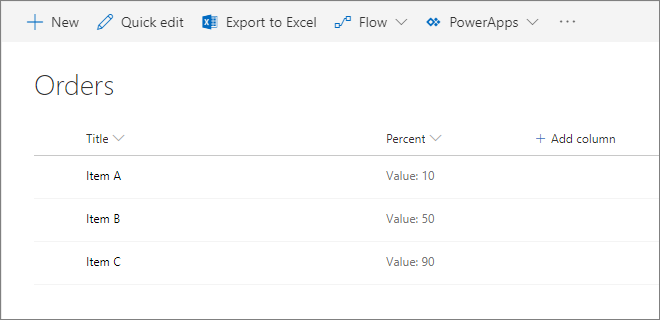 New Quick edit Export to Excel Flow PowerApps ...
Orders
Title Percent + Add column
Item A Value: 10
Item B Value: 50
Item C Value: 90